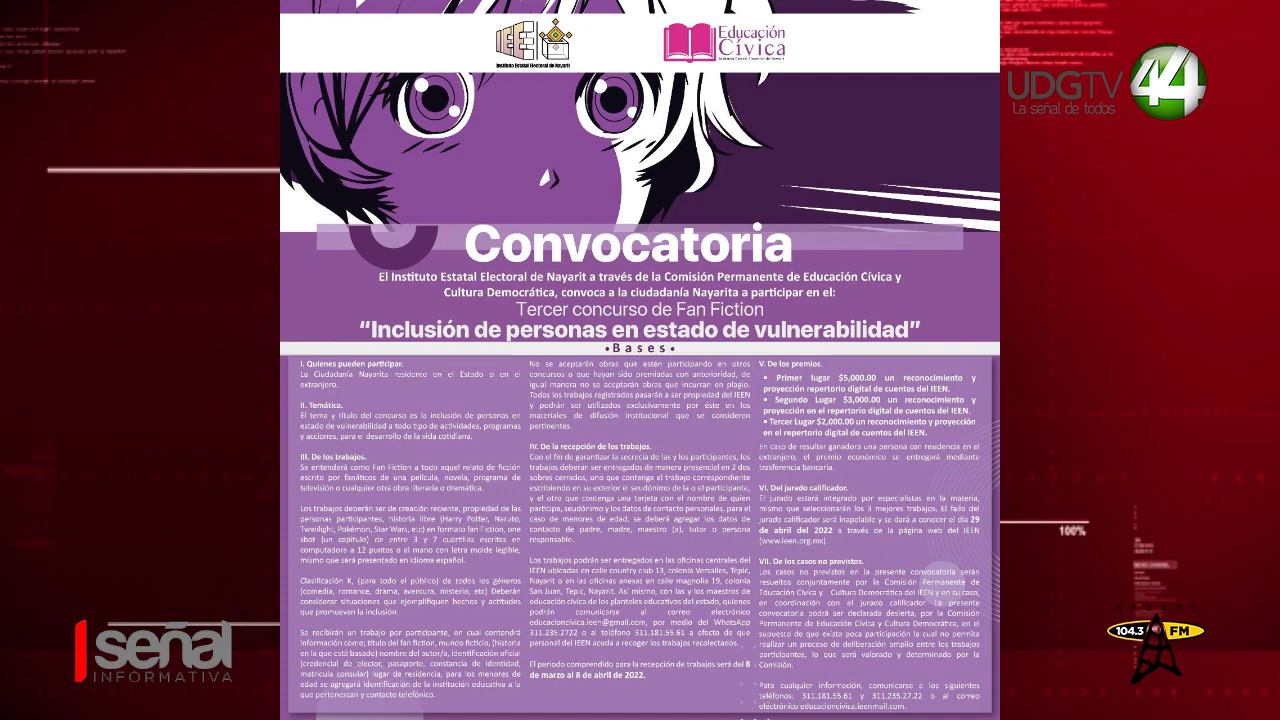 IEEN
Instituto Estatal Electoral de Nayarit
Educación
Cívica
Instituto Estatal Electoral de Nayarit
UDGTV
44
La señal de todos
Convocatoria
El Instituto Estatal Electoral de Nayarit a través de la Comisión Permanente de Educación Cívica y
Cultura Democrática, convoca a la ciudadanía Nayarita a participar en el:
Tercer concurso de Fan Fiction
“Inclusión de personas en estado de vulnerabilidad”
•Bases•
I. Quienes pueden participar.
La Ciudadanía Nayarita residente en el Estado o en el
extranjero.
II. Temática.
El tema y título del concurso es la inclusión de personas en
estado de vulnerabilidad a todo tipo de actividades, programas
y acciones, para el desarrollo de la vida cotidiana.
III. De los trabajos.
Se entenderá como Fan Fiction a todo aquel relato de ficción
escrito por fanáticos de una película, novela, programa de
televisión o cualquier otra obra literaria o dramática.
Los trabajos deberán ser de creación reciente, propiedad de las
personas participantes, historia libre (Harry Potter, Naruto,
Twwilight, Pokémon, Star Wars, etc) en formato fan Fiction, one
shot (un capítulo) de entre 3 y 7 cuartillas escritas en
computadora a 12 puntos o al mano con letra molde legible,
mismo que será presentado en idioma español.
Clasificación K, (para todo el público) de todos los géneros
(comedia, romance, drama, aventura, misterio, etc) Deberán
considerar situaciones que ejemplifiquen hechos y actitudes
que promuevan la inclusión.
Se recibirán un trabajo por participante, en cual contendrá
información como; título del fan fiction, mundo ficticio, (historia
en la que está basado) nombre del autor/a, identificación oficial
(credencial de elector, pasaporte, constancia de identidad,
matricula consular) lugar de residencia, para los menores de
edad se agregará identificación de la institución educativa a la
que pertenezcan y contacto telefónico.
No se aceptarán obras que estén participando en otros
concursos o que hayan sido premiadas con anterioridad, de
igual manera no se aceptarán obras que incurran en plagio.
Todos los trabajos registrados pasarán a ser propiedad del IEEN
y podrán ser utilizados exclusivamente por éste en los
materiales de difusión institucional que se consideren
pertinentes.
IV. De la recepción de los trabajos.
Con el fin de garantizar la secrecía de las y los participantes, los
trabajos deberán ser entregados de manera presencial en 2 dos
sobres cerrados, uno que contenga el trabajo correspondiente
escribiendo en su exterior el seudónimo de la o el participante,
y el otro que contenga una tarjeta con el nombre de quien
participe, seudónimo y los datos de contacto personales, para el
caso de menores de edad, se deberá agregar los datos de
contacto de padre, madre, maestro (a), tutor o persona
responsable.
Los trabajos podrán ser entregados en las oficinas centrales del
IEEN ubicadas en calle country club 13, colonia Versalles, Tepic,
Nayarit o en las oficinas anexas en calle magnolia 19, colonia
San Juan, Tepic, Nayarit. Así mismo, con las y los maestros de
educación cívica de los planteles educativos del estado, quienes
podrán comunicarse al correo electrónico
educacioncivica.ieen@gmail.com, por medio del WhatsApp
311.235.2722 o al teléfono 311.181.55.61 a efecto de que
personal del IEEN acuda a recoger los trabajos recolectados.
El periodo comprendido para la recepción de trabajos será del 8
de marzo al 8 de abril de 2022.
V. De los premios.
• Primer lugar $5,000.00 un reconocimiento y
proyección repertorio digital de cuentos del IEEN.
• Segundo Lugar $3,000.00 un reconocimiento y
proyección en el repertorio digital de cuentos del IEEN.
• Tercer Lugar $2,000.00 un reconocimiento y proyección
en el repertorio digital de cuentos del IEEN.
En caso de resultar ganadora una persona con residencia en el
extranjero, el premio económico se entregará mediante
trasferencia bancaria.
VI. Del jurado calificador.
El jurado estará integrado por especialistas en la materia,
mismo que seleccionarán los 3 mejores trabajos. El fallo del
jurado calificador será inapelable y se dará a conocer el día 29
de abril del 2022 a través de la página web del IEEN
(www.ieen.org.mx)
VII. De los casos no previstos.
Los casos no previstos en la presente convocatoria serán
resueltos conjuntamente por la Comisión Permanente de
Educación Cívica y Cultura Democrática del IEEN y en su caso,
en coordinación con el jurado calificador. La presente
convocatoria podrá ser declarada desierta, por la Comisión
Permanente de Educación Cívica y Cultura Democrática, en el
supuesto de que exista poca participación la cual no permita
realizar un proceso de deliberación amplio entre los trabajos
participantes, lo que será valorado y determinado por la
Comisión.
Para cualquier información, comunicarse a los siguientes
teléfonos: 311.181.55.61 y 311.235.27.22 o al correo
electrónico educacioncivica.ieenmail.com.
100%
señal
INFORMATIVA
104.3 FM